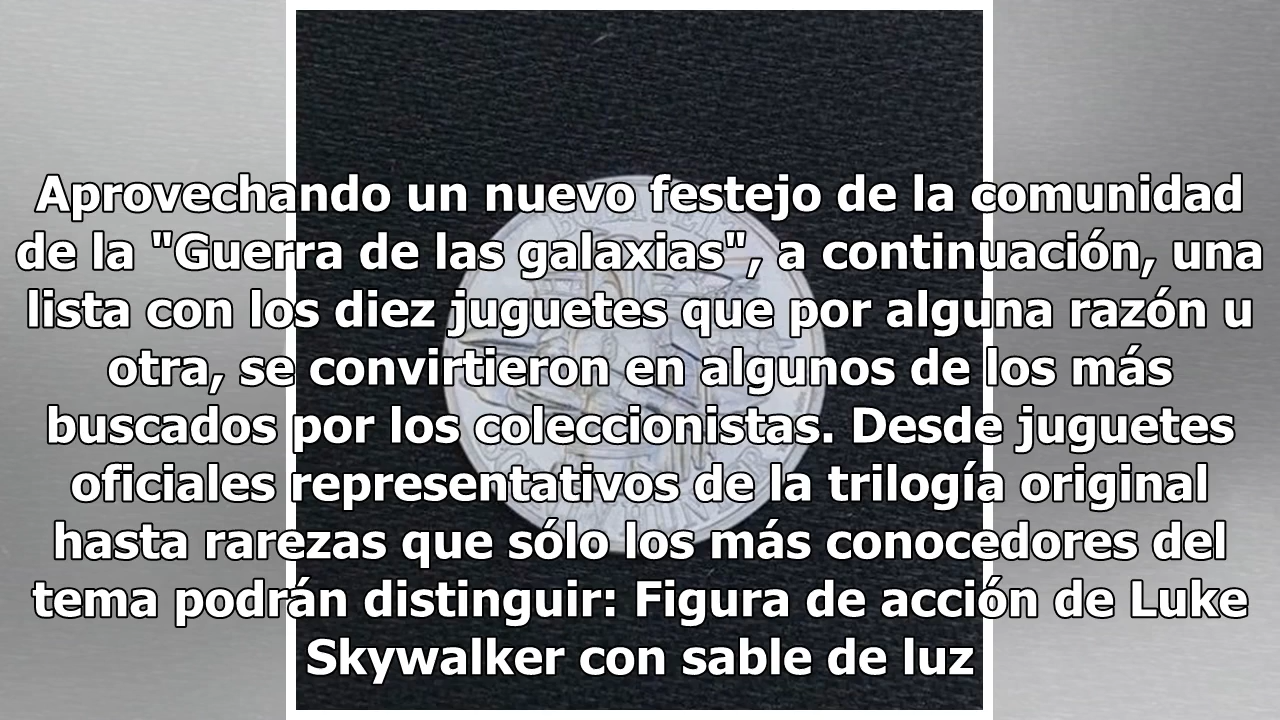 Aprovechando un nuevo festejo de la comunidad
de la "Guerra de las galaxias", a continuación, una
lista con los diez juguetes que por alguna razón u
otra, se convirtieron en algunos de los más
buscados por los coleccionistas. Desde juguetes
oficiales representativos de la trilogía original
hasta rarezas que sólo los más conocedores del
tema podrán distinguir: Figura de acción de Luke
Skywalker con sable de luz